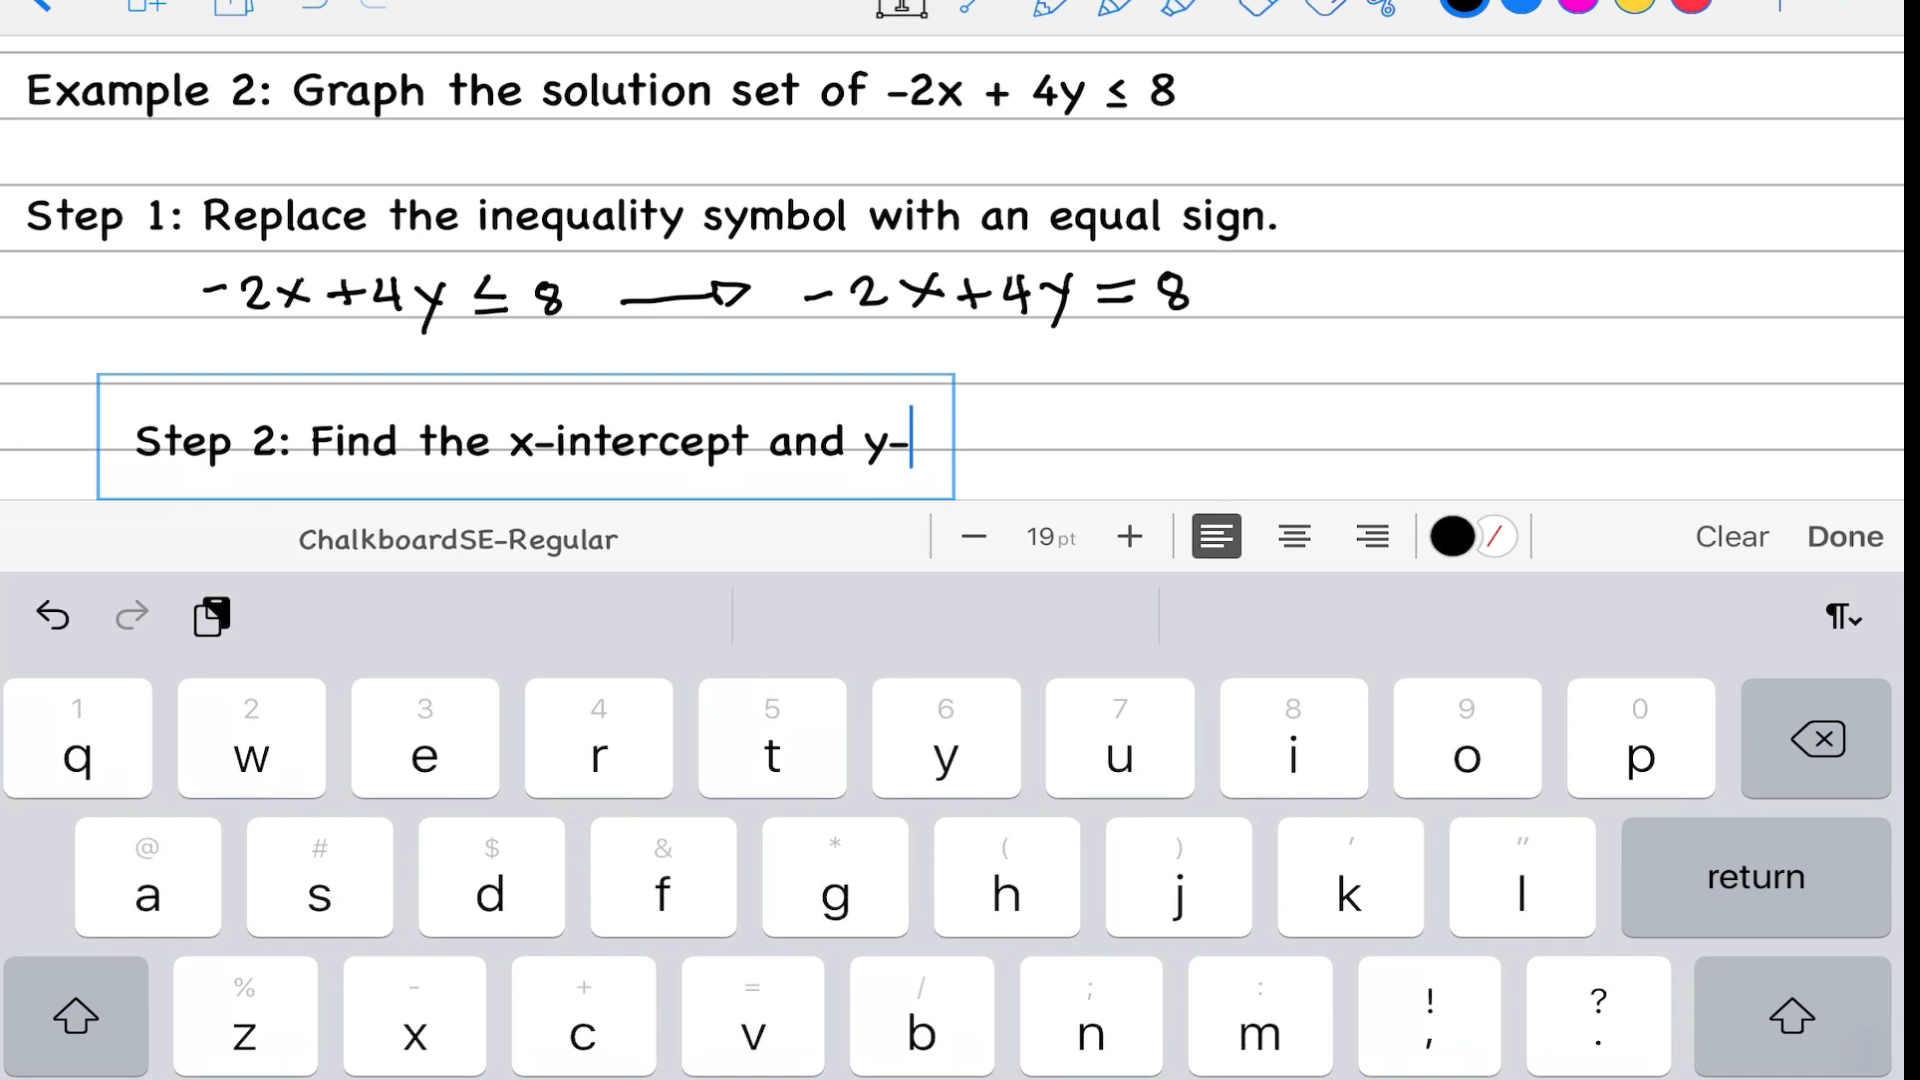 Example 2: Graph the solution set of -2x + 4y ≤ 8
Step 1: Replace the inequality symbol with an equal sign.
-2x+4y ≤ 8 → -2x+4y = 8
Step 2: Find the x-intercept and y-
ChalkboardSE-Regular — 19pt + Clear Done
1 2 3 4 5 6 7 8 9 0
q w e r t y u i o p
@ # $ & * ( ) ' "
a s d f g h j k l return
% - + = / ; : ! ?
z x c v b n m , .